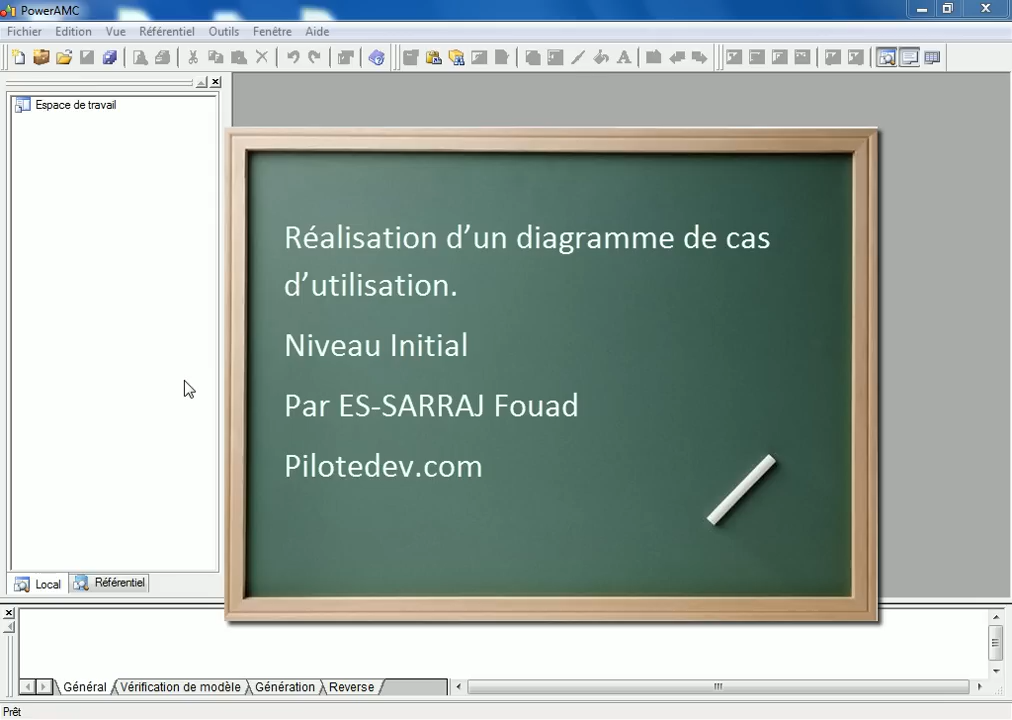 PowerAMC
Fichier Edition Vue Référentiel Outils Fenêtre Aide
Espace de travail
Réalisation d’un diagramme de cas
d’utilisation.
Niveau Initial
Par ES-SARRAJ Fouad
Pilotedev.com
Local Référentiel
Général Vérification de modèle Génération Reverse
Prêt